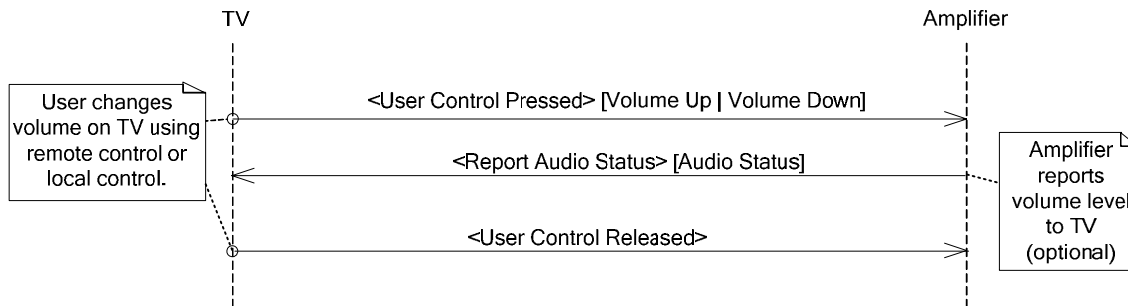 TV
Amplifier
User changes
volume on TV using
remote control or
local control.
<User Control Pressed> [Volume Up | Volume Down]
<Report Audio Status> [Audio Status]
Amplifier
reports
volume level
to TV
(optional)
<User Control Released>